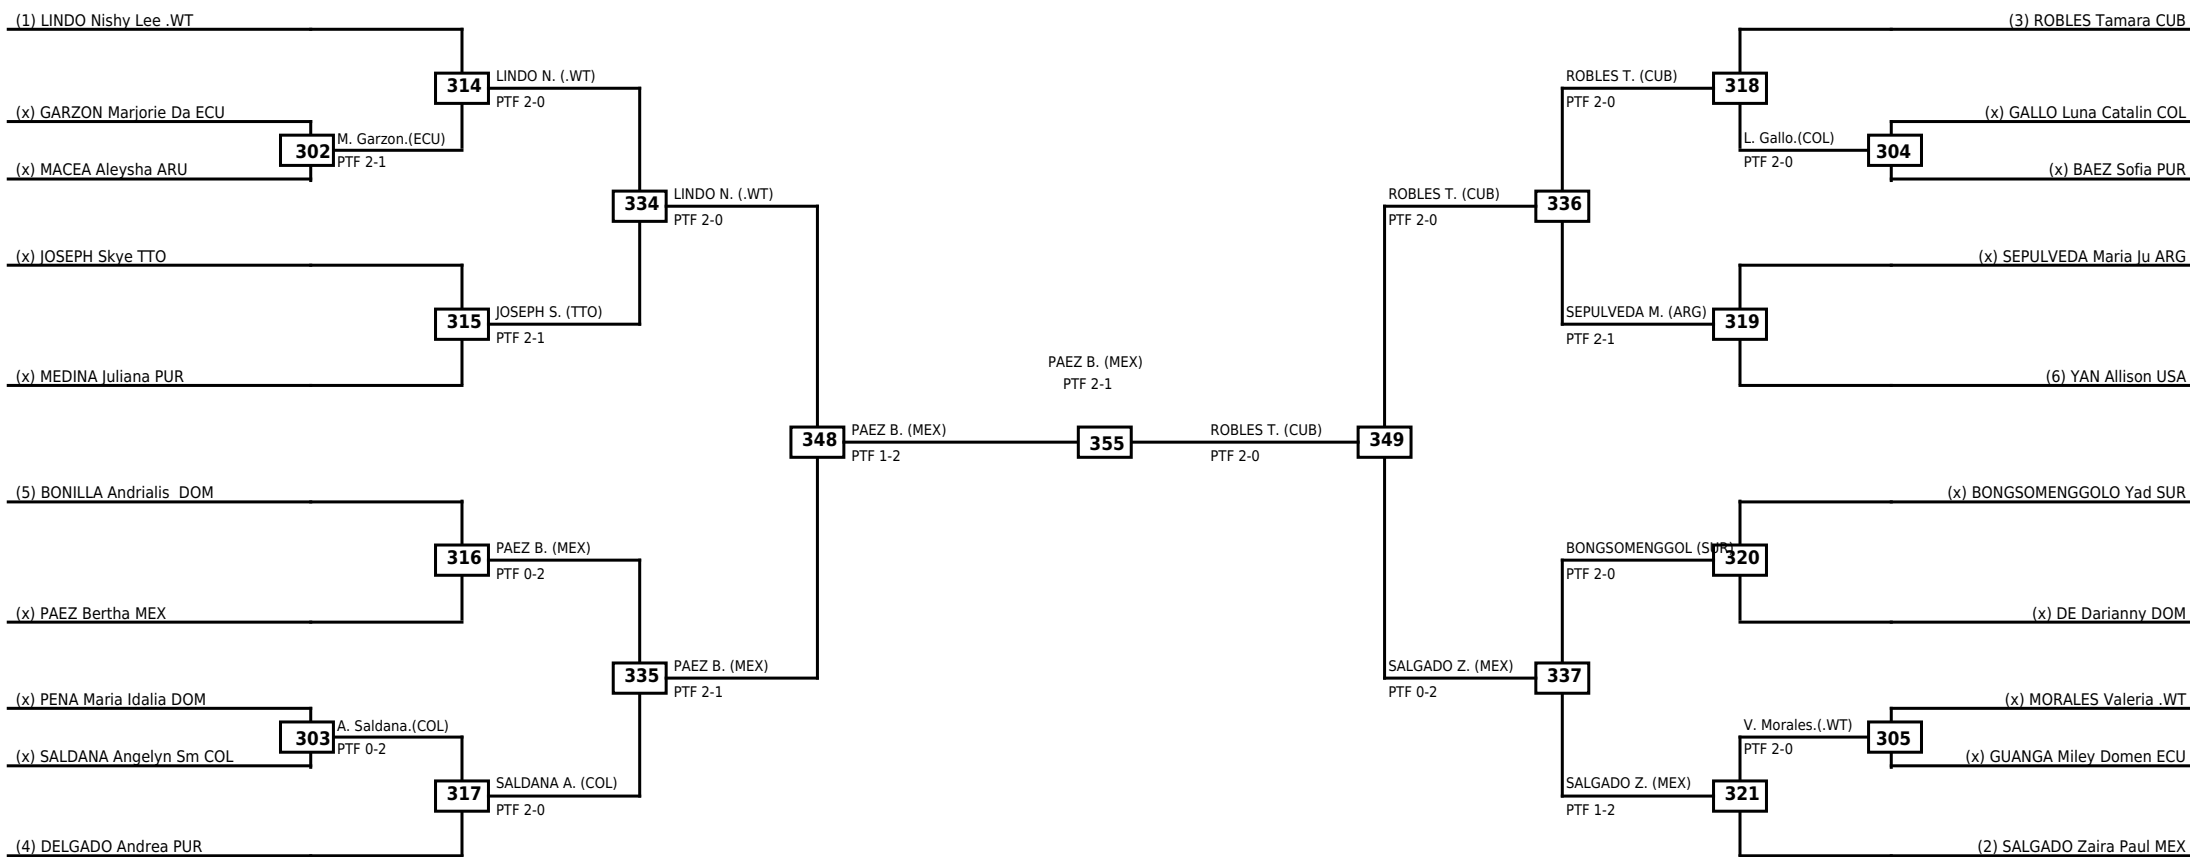 (1) LINDO Nishy Lee .WT
(x) GARZON Marjorie Da ECU
(x) MACEA Aleysha ARU
(x) JOSEPH Skye TTO
(x) MEDINA Juliana PUR
(5) BONILLA Andrialis  DOM
(x) PAEZ Bertha MEX
(x) PENA Maria Idalia DOM
(x) SALDANA Angelyn Sm COL
(4) DELGADO Andrea PUR
302
M. Garzon.(ECU)
PTF 2-1
303
A. Saldana.(COL)
PTF 0-2
314
LINDO N. (.WT)
PTF 2-0
315
JOSEPH S. (TTO)
PTF 2-1
316
PAEZ B. (MEX)
PTF 0-2
317
SALDANA A. (COL)
PTF 2-0
334
LINDO N. (.WT)
PTF 2-0
335
PAEZ B. (MEX)
PTF 2-1
348
PAEZ B. (MEX)
PTF 1-2
PAEZ B. (MEX)
PTF 2-1
355
ROBLES T. (CUB)
PTF 2-0
349
ROBLES T. (CUB)
PTF 2-0
336
SALGADO Z. (MEX)
PTF 0-2
337
ROBLES T. (CUB)
PTF 2-0
318
SEPULVEDA M. (ARG)
PTF 2-1
319
BONGSOMENGGOL (SUR)
PTF 2-0
320
SALGADO Z. (MEX)
PTF 1-2
321
L. Gallo.(COL)
PTF 2-0
304
V. Morales.(.WT)
PTF 2-0
305
(3) ROBLES Tamara CUB
(x) GALLO Luna Catalin COL
(x) BAEZ Sofia PUR
(x) SEPULVEDA Maria Ju ARG
(6) YAN Allison USA
(x) BONGSOMENGGOLO Yad SUR
(x) DE Darianny DOM
(x) MORALES Valeria .WT
(x) GUANGA Miley Domen ECU
(2) SALGADO Zaira Paul MEX